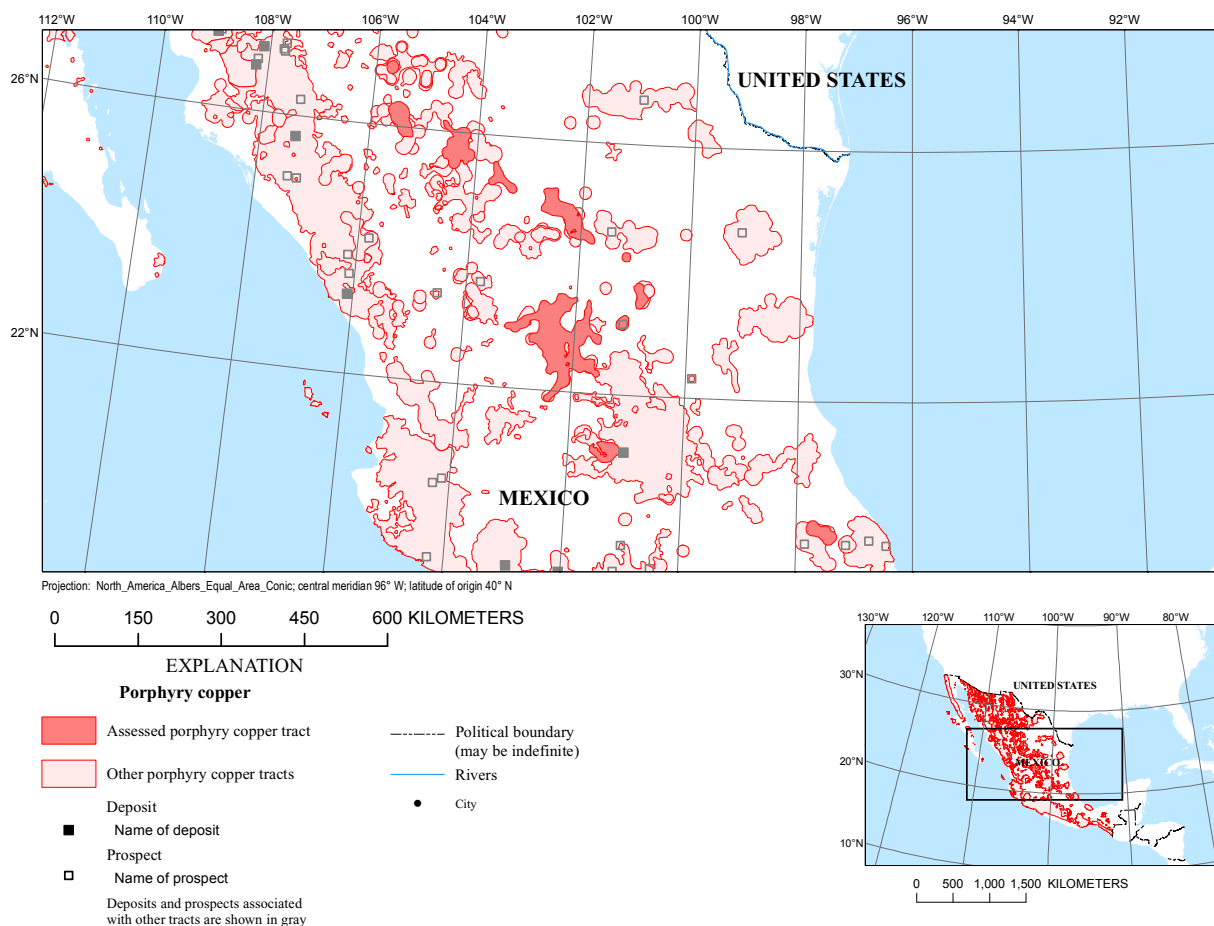 112°W 110°W 108°W 106°W 104°W 102°W 100°W 98°W 96°W 94°W 92°W
26°N
22°N
UNITED STATES
MEXICO
Projection: North_America_Albers_Equal_Area_Conic; central meridian 96° W; latitude of origin 40° N
0 150 300 450 600 KILOMETERS
EXPLANATION
Porphyry copper
Assessed porphyry copper tract
Other porphyry copper tracts
Deposit
Name of deposit
Prospect
Name of prospect
Deposits and prospects associated
with other tracts are shown in gray
Political boundary
(may be indefinite)
Rivers
City
130°W 120°W 110°W 100°W 90°W 80°W
30°N
20°N
10°N
UNITED STATES
MEXICO
0 500 1,000 1,500 KILOMETERS